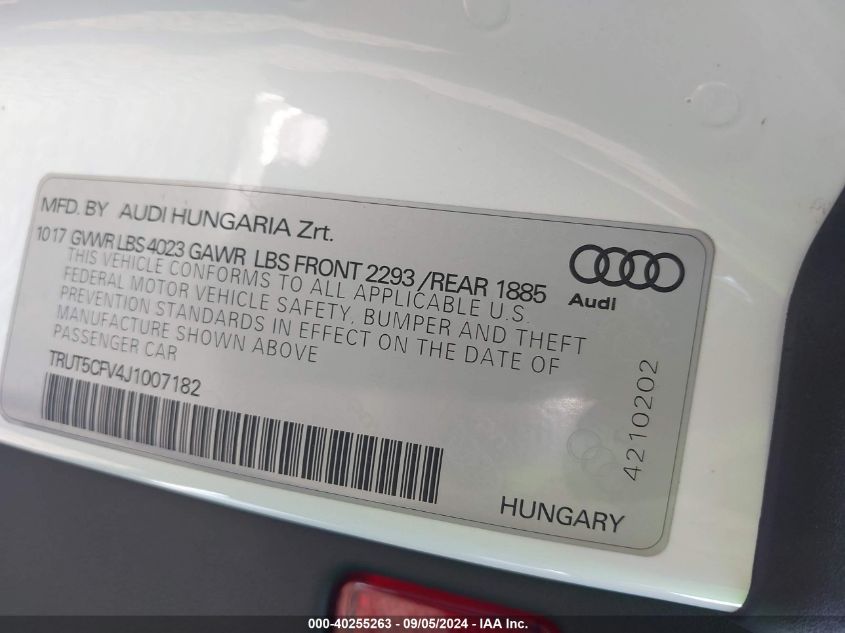 MFD. BY AUDI HUNGARIA Zrt.
1017 GVWR LBS 4023 GAWR LBS FRONT 2293 /REAR 1885
THIS VEHICLE CONFORMS TO ALL APPLICABLE U.S.
FEDERAL MOTOR VEHICLE SAFETY, BUMPER AND THEFT
PREVENTION STANDARDS IN EFFECT ON THE DATE OF
MANUFACTURE SHOWN ABOVE
PASSENGER CAR
TRUT5CFV4J1007182
Audi
4210202
HUNGARY
000-40255263 - 09/05/2024 - IAA Inc.